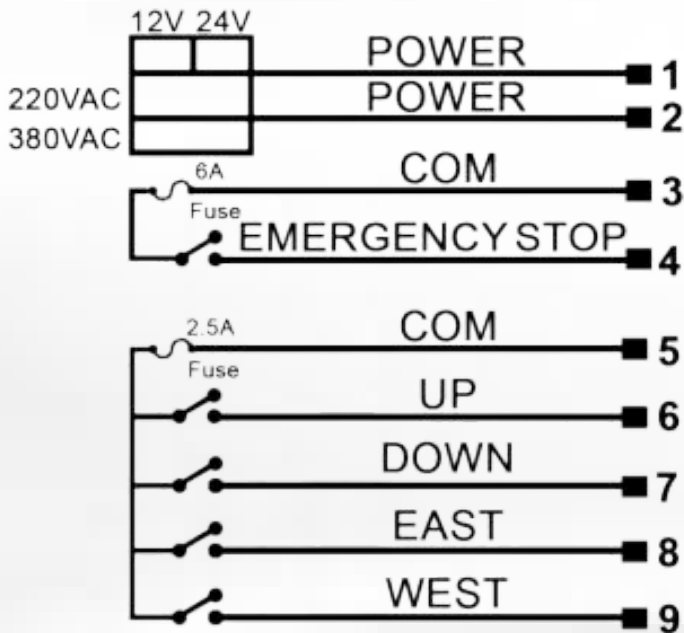 12V 24V
POWER 1
220VAC POWER 2
380VAC
6A COM 3
Fuse
EMERGENCY STOP 4
2.5A COM 5
Fuse
UP 6
DOWN 7
EAST 8
WEST 9